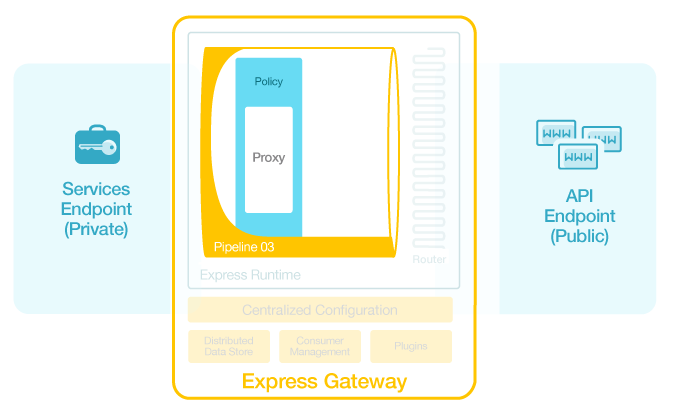 Policy
Proxy
Pipeline 03
Router
Express Runtime
Services
Endpoint
(Private)
WWW
WWW
WWW
API
Endpoint
(Public)
Centralized Configuration
Distributed
Data Store
Consumer
Management
Plugins
Express Gateway